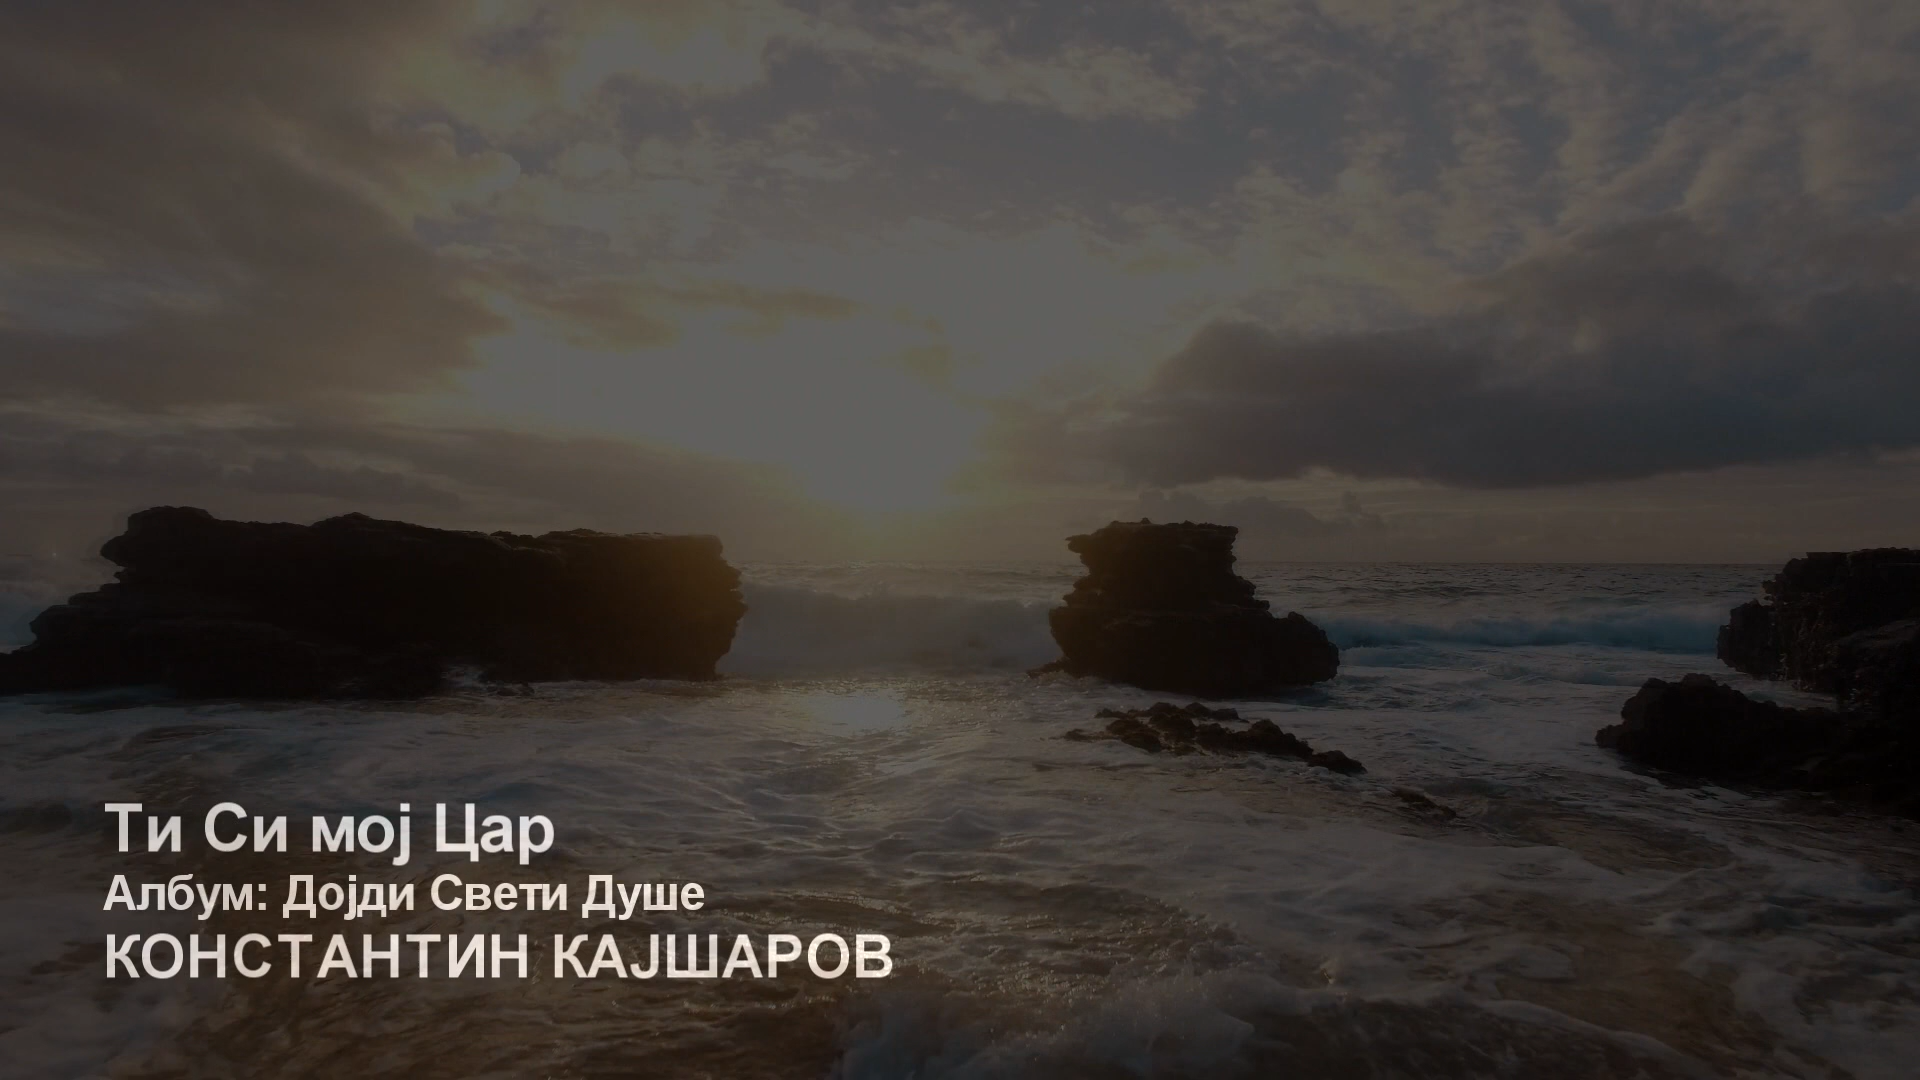 Ти Си мој Цар
Албум: Дојди Свети Душе
КОНСТАНТИН КАЈШАРОВ